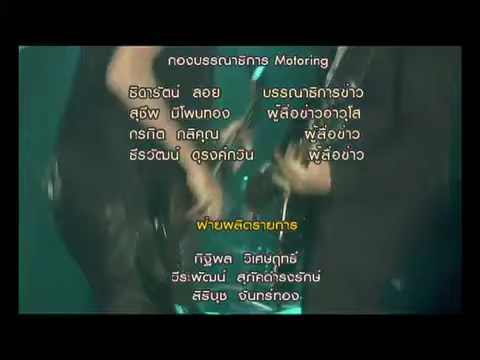 กองบรรณาธิการ Motoring
ธิดารัตน์ ลอย บรรณาธิการข่าว
สุชีพ มีโพนทอง ผู้สื่อข่าวอาวุโส
กรกิต กสิคุณ ผู้สื่อข่าว
ธีรวัฒน์ อุรงค์กวิน ผู้สื่อข่าว
ฝ่ายผลิตรายการ
ทิฐิพล วิเศษฤทธิ์
วีระพัฒน์ สุภัคดำรงรักษ์
สิรินุช จันทร์ทอง